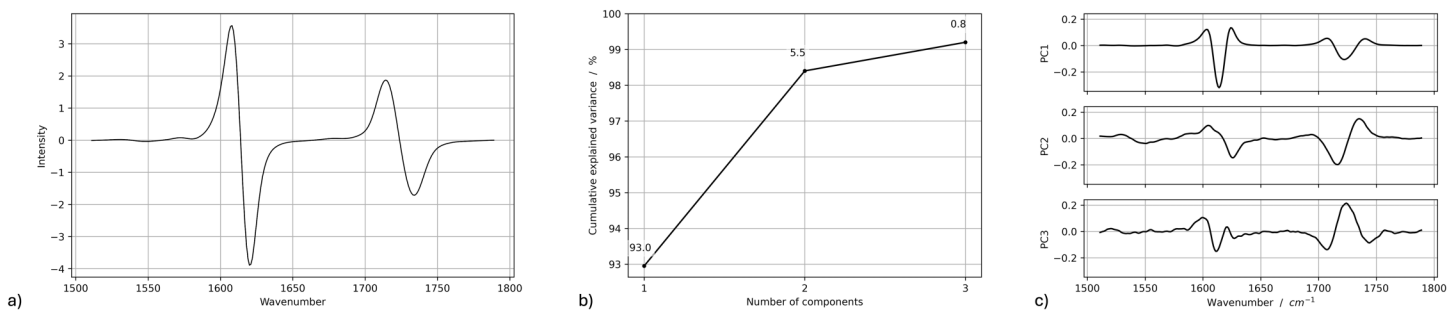 3
2
1
0
−1
−2
−3
−4
Intensity
1500 1550 1600 1650 1700 1750 1800
Wavenumber
a)
100
99
98
97
96
95
94
93
Cumulative explained variance / %
93.0
5.5
0.8
1 2 3
Number of components
b)
0.2
0.0
−0.2
PC1
0.2
0.0
−0.2
PC2
0.2
0.0
−0.2
PC3
1500 1550 1600 1650 1700 1750 1800
Wavenumber / cm⁻¹
c)